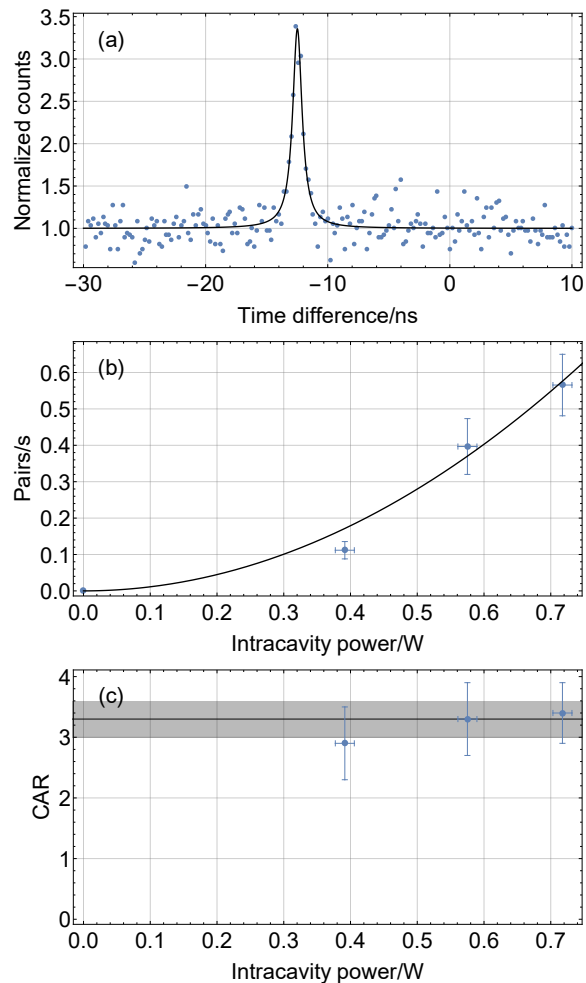 (a)
Normalized counts
3.5
3.0
2.5
2.0
1.5
1.0
−30 −20 −10 0 10
Time difference/ns
(b)
Pairs/s
0.6
0.5
0.4
0.3
0.2
0.1
0.0
0.0 0.1 0.2 0.3 0.4 0.5 0.6 0.7
Intracavity power/W
(c)
CAR
4
3
2
1
0
0.0 0.1 0.2 0.3 0.4 0.5 0.6 0.7
Intracavity power/W